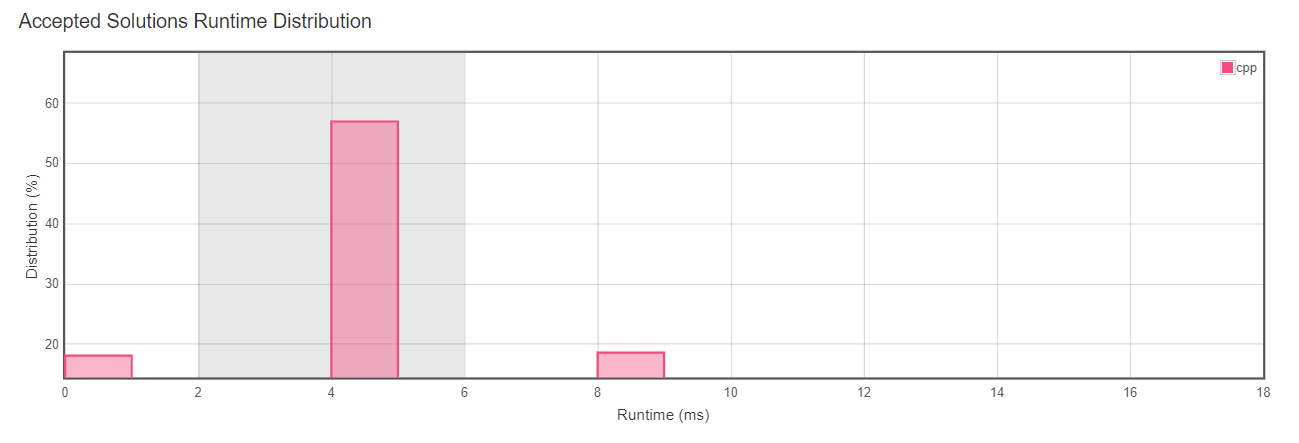 Accepted Solutions Runtime Distribution
cpp
60
50
40
30
20
Distribution (%)
0 2 4 6 8 10 12 14 16 18
Runtime (ms)